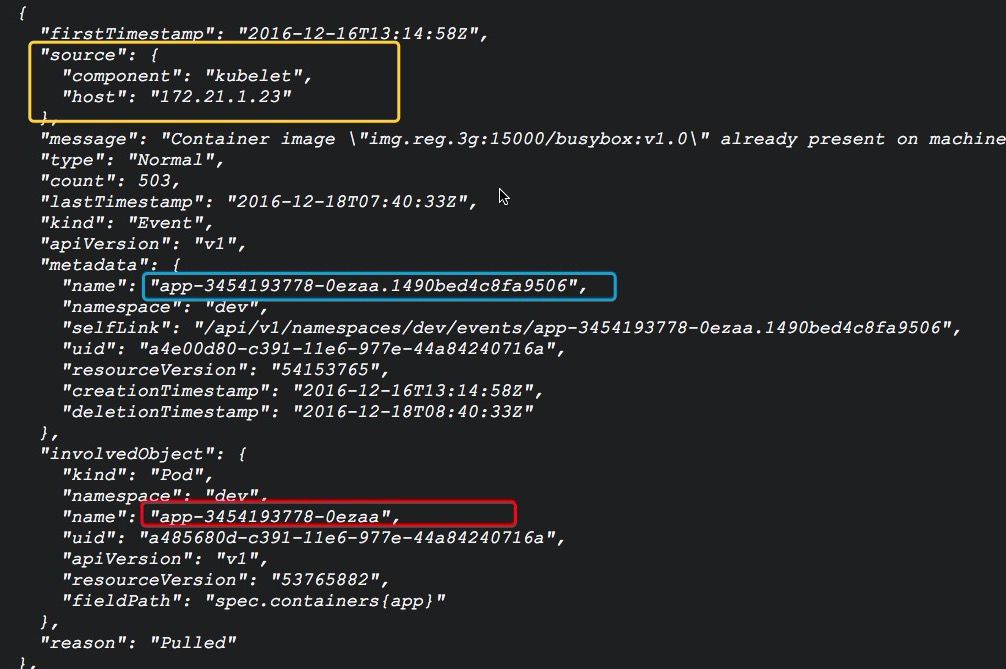 {
"firstTimestamp": "2016-12-16T13:14:58Z",
"source": {
"component": "kubelet",
"host": "172.21.1.23"
},
"message": "Container image \"img.reg.3g:15000/busybox:v1.0\" already present on machine
"type": "Normal",
"count": 503,
"lastTimestamp": "2016-12-18T07:40:33Z",
"kind": "Event",
"apiVersion": "v1",
"metadata": {
"name": "app-3454193778-0ezaa.1490bed4c8fa9506",
"namespace": "dev",
"selfLink": "/api/v1/namespaces/dev/events/app-3454193778-0ezaa.1490bed4c8fa9506",
"uid": "a4e00d80-c391-11e6-977e-44a84240716a",
"resourceVersion": "54153765",
"creationTimestamp": "2016-12-16T13:14:58Z",
"deletionTimestamp": "2016-12-18T08:40:33Z"
},
"involvedObject": {
"kind": "Pod",
"namespace": "dev",
"name": "app-3454193778-0ezaa",
"uid": "a485680d-c391-11e6-977e-44a84240716a",
"apiVersion": "v1",
"resourceVersion": "53765882",
"fieldPath": "spec.containers{app}"
},
"reason": "Pulled"
},